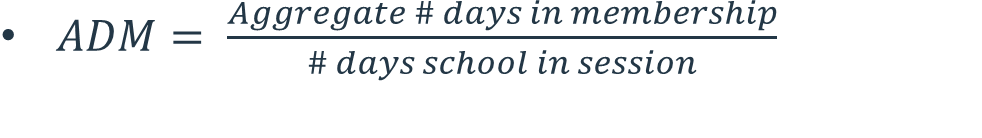 • ADM = Aggregate # days in membership
# days school in session